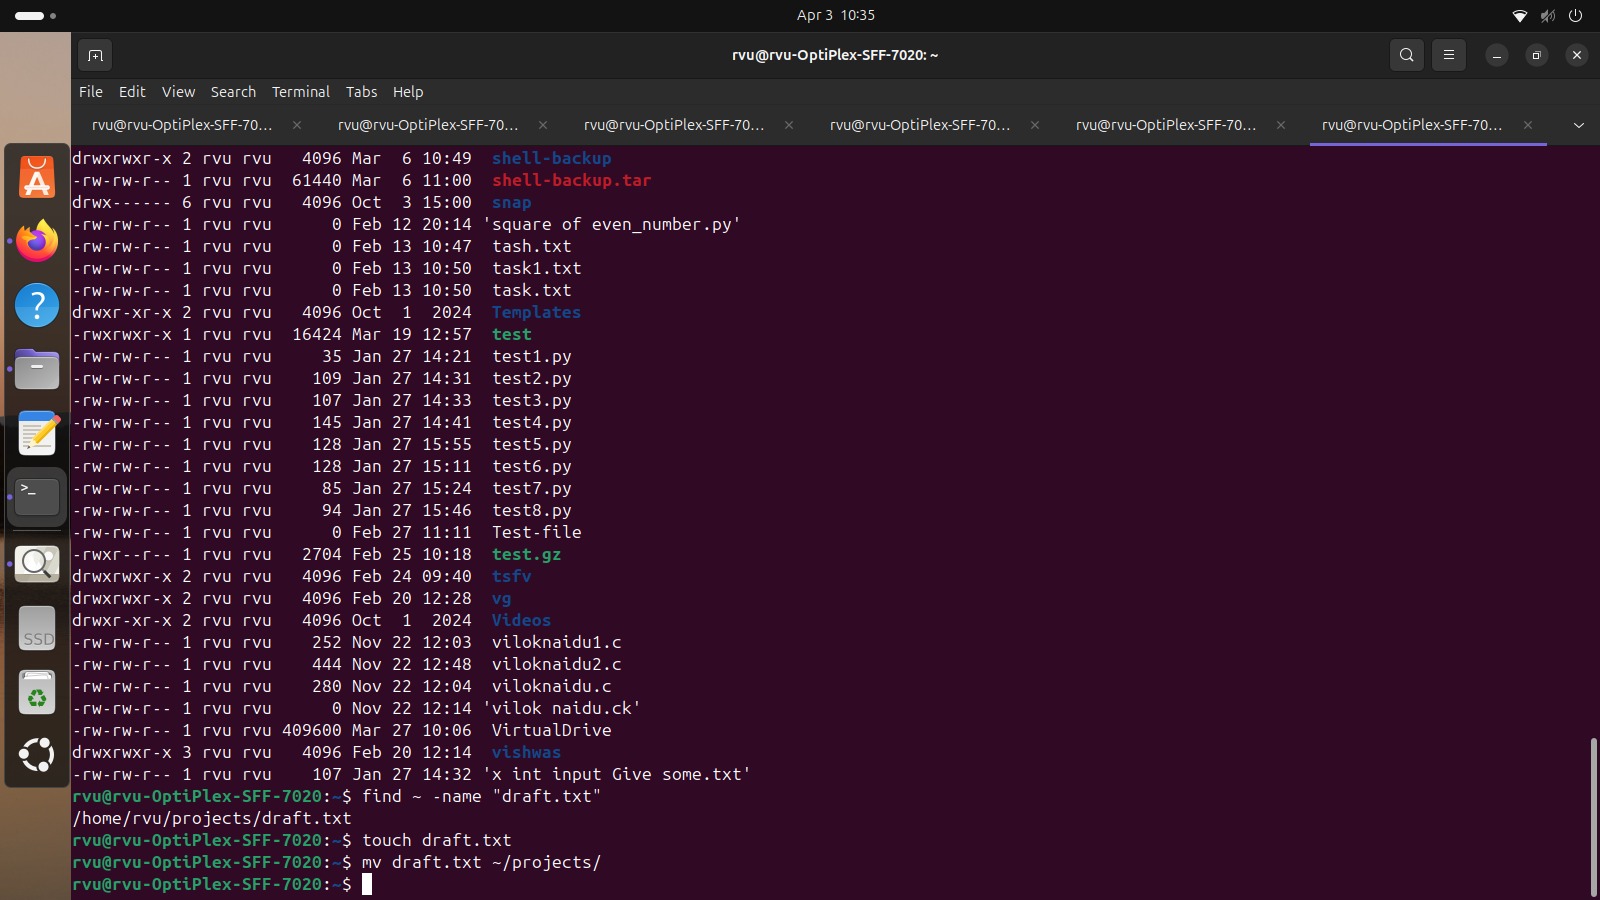 Apr 3 10:35
rvu@rvu-OptiPlex-SFF-7020: ~
File Edit View Search Terminal Tabs Help
rvu@rvu-OptiPlex-SFF-70... rvu@rvu-OptiPlex-SFF-70... rvu@rvu-OptiPlex-SFF-70... rvu@rvu-OptiPlex-SFF-70... rvu@rvu-OptiPlex-SFF-70... rvu@rvu-OptiPlex-SFF-70...
drwxrwxr-x 2 rvu rvu   4096 Mar  6 10:49  shell-backup
-rw-rw-r-- 1 rvu rvu  61440 Mar  6 11:00  shell-backup.tar
drwx------ 6 rvu rvu   4096 Oct  3 15:00  snap
-rw-rw-r-- 1 rvu rvu      0 Feb 12 20:14 'square of even_number.py'
-rw-rw-r-- 1 rvu rvu      0 Feb 13 10:47  tash.txt
-rw-rw-r-- 1 rvu rvu      0 Feb 13 10:50  task1.txt
-rw-rw-r-- 1 rvu rvu      0 Feb 13 10:50  task.txt
drwxr-xr-x 2 rvu rvu   4096 Oct  1  2024  Templates
-rwxrwxr-x 1 rvu rvu  16424 Mar 19 12:57  test
-rw-rw-r-- 1 rvu rvu     35 Jan 27 14:21  test1.py
-rw-rw-r-- 1 rvu rvu    109 Jan 27 14:31  test2.py
-rw-rw-r-- 1 rvu rvu    107 Jan 27 14:33  test3.py
-rw-rw-r-- 1 rvu rvu    145 Jan 27 14:41  test4.py
-rw-rw-r-- 1 rvu rvu    128 Jan 27 15:55  test5.py
-rw-rw-r-- 1 rvu rvu    128 Jan 27 15:11  test6.py
-rw-rw-r-- 1 rvu rvu     85 Jan 27 15:24  test7.py
-rw-rw-r-- 1 rvu rvu     94 Jan 27 15:46  test8.py
-rw-rw-r-- 1 rvu rvu      0 Feb 27 11:11  Test-file
-rwxr--r-- 1 rvu rvu   2704 Feb 25 10:18  test.gz
drwxrwxr-x 2 rvu rvu   4096 Feb 24 09:40  tsfv
drwxrwxr-x 2 rvu rvu   4096 Feb 20 12:28  vg
drwxr-xr-x 2 rvu rvu   4096 Oct  1  2024  Videos
-rw-rw-r-- 1 rvu rvu    252 Nov 22 12:03  viloknaidu1.c
-rw-rw-r-- 1 rvu rvu    444 Nov 22 12:48  viloknaidu2.c
-rw-rw-r-- 1 rvu rvu    280 Nov 22 12:04  viloknaidu.c
-rw-rw-r-- 1 rvu rvu      0 Nov 22 12:14 'vilok naidu.ck'
-rw-rw-r-- 1 rvu rvu 409600 Mar 27 10:06  VirtualDrive
drwxrwxr-x 3 rvu rvu   4096 Feb 20 12:14  vishwas
-rw-rw-r-- 1 rvu rvu    107 Jan 27 14:32 'x int input Give some.txt'
rvu@rvu-OptiPlex-SFF-7020:~$ find ~ -name "draft.txt"
/home/rvu/projects/draft.txt
rvu@rvu-OptiPlex-SFF-7020:~$ touch draft.txt
rvu@rvu-OptiPlex-SFF-7020:~$ mv draft.txt ~/projects/
rvu@rvu-OptiPlex-SFF-7020:~$
A
?
>_
SSD